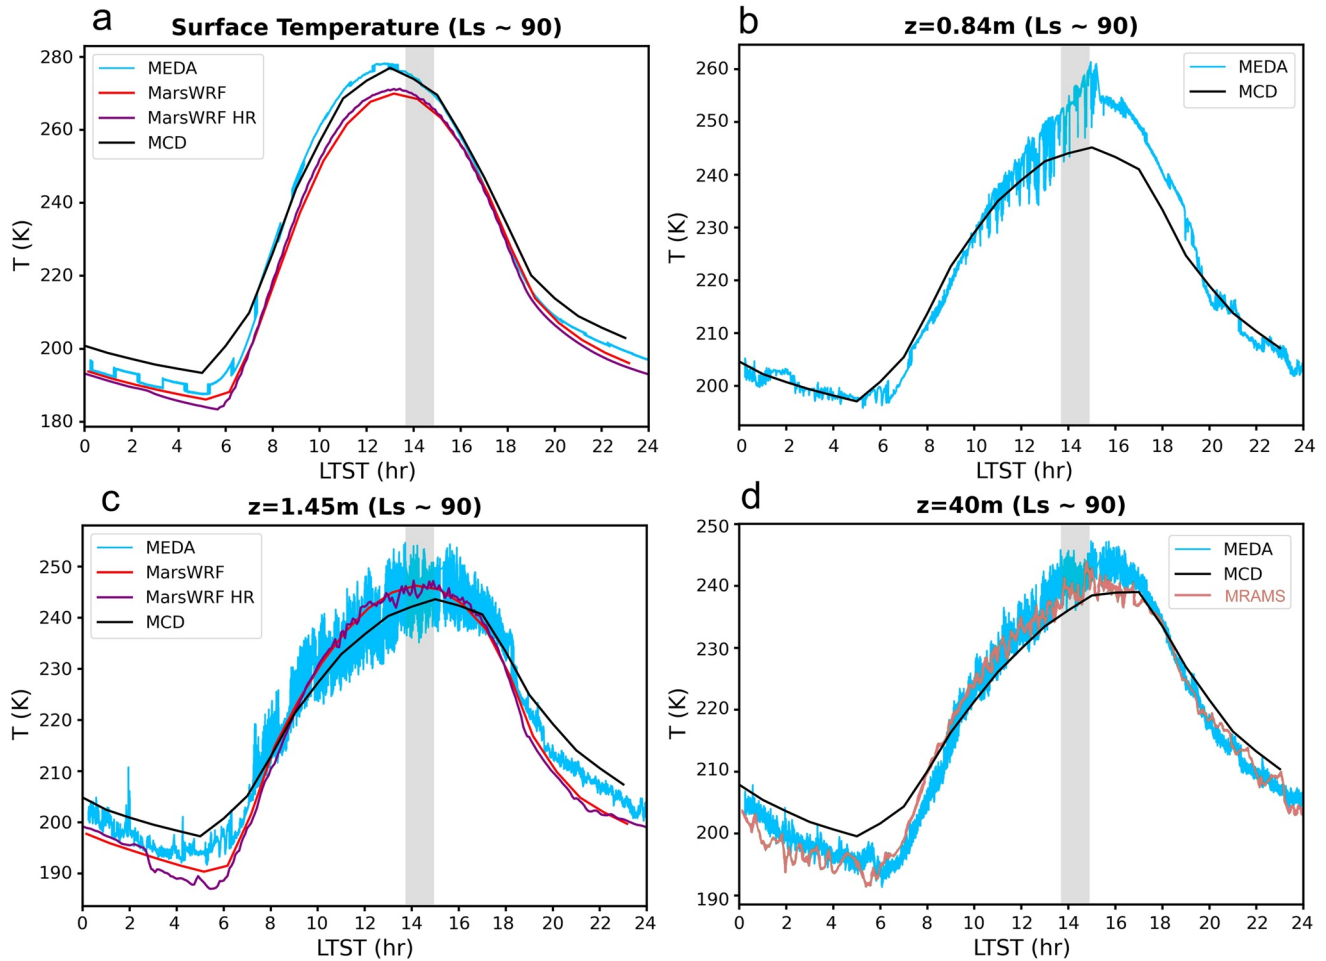 a
Surface Temperature (Ls ~ 90)
280
260
240
220
200
180
T (K)
MEDA
MarsWRF
MarsWRF HR
MCD
0 2 4 6 8 10 12 14 16 18 20 22 24
LTST (hr)
b
z=0.84m (Ls ~ 90)
260
250
240
230
220
210
200
T (K)
MEDA
MCD
0 2 4 6 8 10 12 14 16 18 20 22 24
LTST (hr)
c
z=1.45m (Ls ~ 90)
250
240
230
220
210
200
190
T (K)
MEDA
MarsWRF
MarsWRF HR
MCD
0 2 4 6 8 10 12 14 16 18 20 22 24
LTST (hr)
d
z=40m (Ls ~ 90)
250
240
230
220
210
200
190
T (K)
MEDA
MCD
MRAMS
0 2 4 6 8 10 12 14 16 18 20 22 24
LTST (hr)